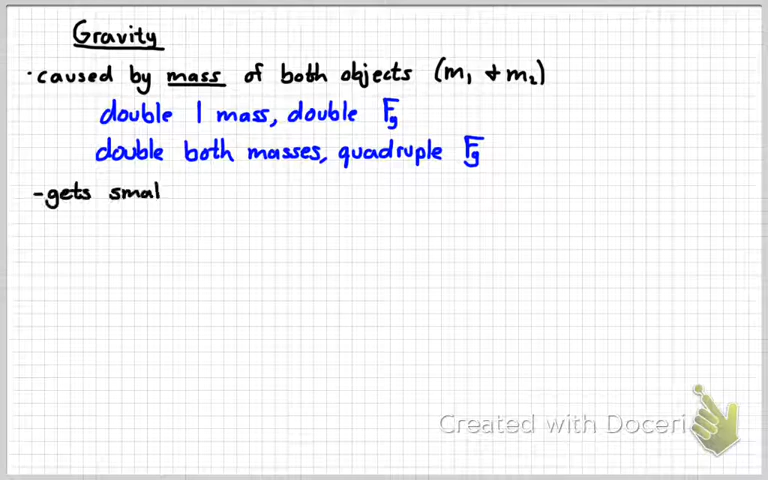 Gravity
· caused by mass of both objects (m₁ + m₂)
double 1 mass, double Fg
double both masses, quadruple Fg
- gets smal
Created with Doceri